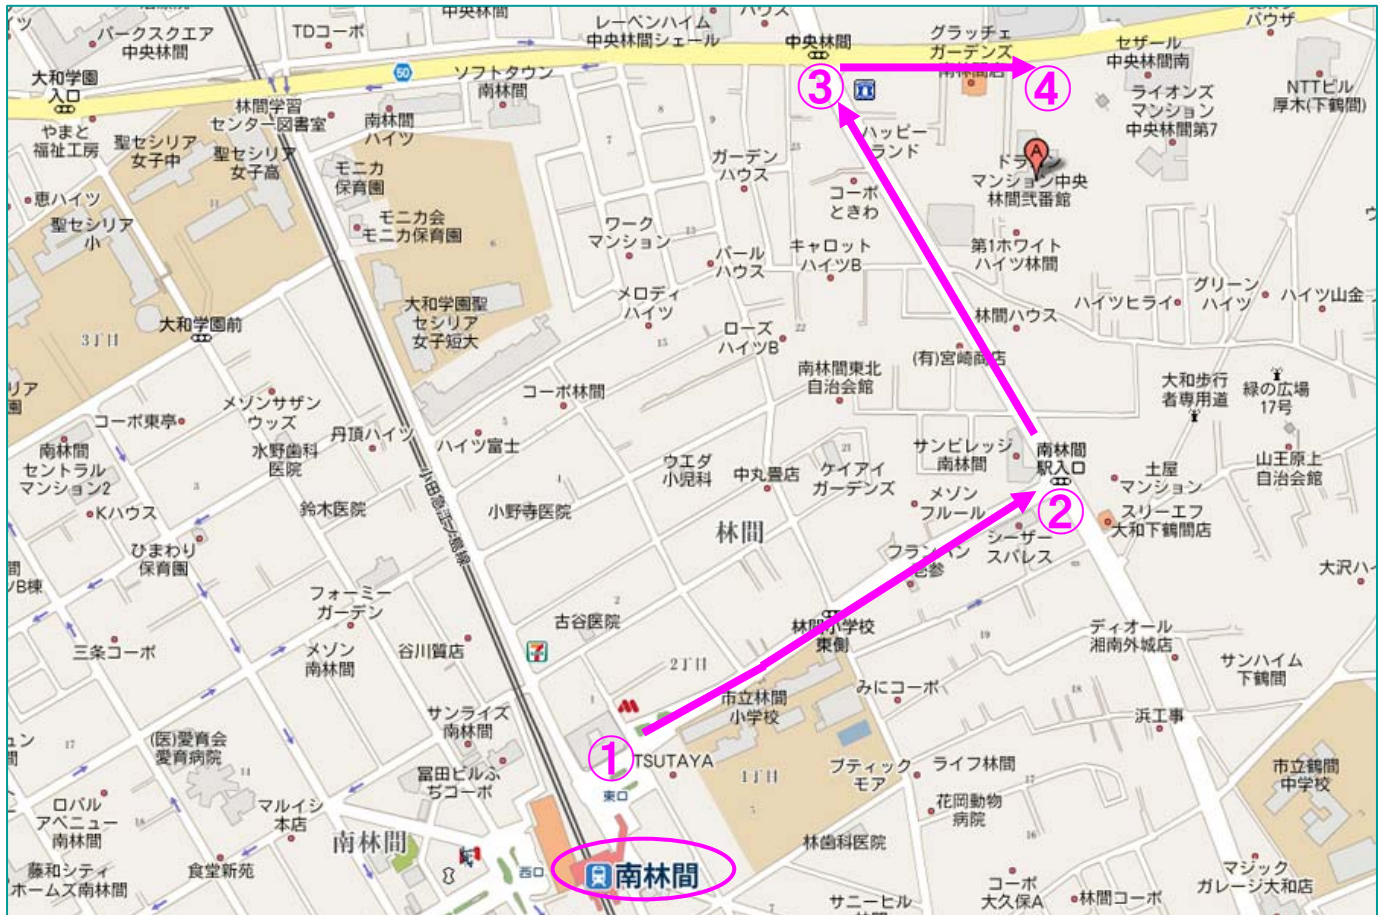 中央林間
レーベンハイム
中央林間シェール
ハウス
グラッチェ
ガーデンズ
南林間店
バウザ
パークスクエア
中央林間
TDコーポ
中央林間
セザール
中央林間南
大和学園
入口
50
ソフトタウン
南林間
③
④
NTTビル
厚木(下鶴間)
ライオンズ
マンション
中央林間第7
やまと
福祉工房
林間学習
センター図書室
南林間
ハイツ
聖セシリア
女子中
聖セシリア
女子高
モニカ
保育園
ガーデン
ハウス
ハッピー
ランド
A
マンション中央
林間弐番館
恵ハイツ
コーポ
ときわ
聖セシリア
小
モニカ会
モニカ保育園
ワーク
マンション
パール
ハウス
キャロット
ハイツB
第1ホワイト
ハイツ林間
メロディ
ハイツ
グリーン
ハイツ
ハイツヒライ
ハイツ山金
大和学園前
3丁目
大和学園聖
セシリア
女子短大
ローズ
ハイツB
林間ハウス
(有)宮崎商店
南林間東北
自治会館
大和歩行
者専用道
緑の広場
17号
コーポ林間
メゾンサザン
ウッズ
コーポ東亭
丹頂ハイツ
ハイツ富士
水野歯科
医院
南林間
セントラル
マンション2
サンビレッジ
南林間
南林間
駅入口
山王原上
自治会館
ウエダ
小児科
中丸畳店
ケイアイ
ガーデンズ
土屋
マンション
Kハウス
鈴木医院
小田急江ノ島線
小野寺医院
メゾン
フルール
②
スリーエフ
大和下鶴間店
林間
シーザー
スパレス
ひまわり
保育園
B棟
フォーミー
ガーデン
古谷医院
林間小学校
東側
ディオール
湘南外城店
三条コーポ
メゾン
南林間
谷川質店
2丁目
サンハイム
下鶴間
市立林間
小学校
みにコーポ
サンライズ
南林間
浜工事
(医)愛育会
愛育病院
①
TSUTAYA
1丁目
ブティック
モア
ライフ林間
市立鶴間
中学校
冨田ビルふ
ぢコーポ
東口
花岡動物
病院
ロバル
アベニュー
南林間
マルイシ
本店
南林間
林歯科医院
藤和シティ
ホームズ南林間
食堂新苑
西口
南林間
コーポ
大久保A
林間コーポ
マジック
ガレージ大和店
サニーヒル